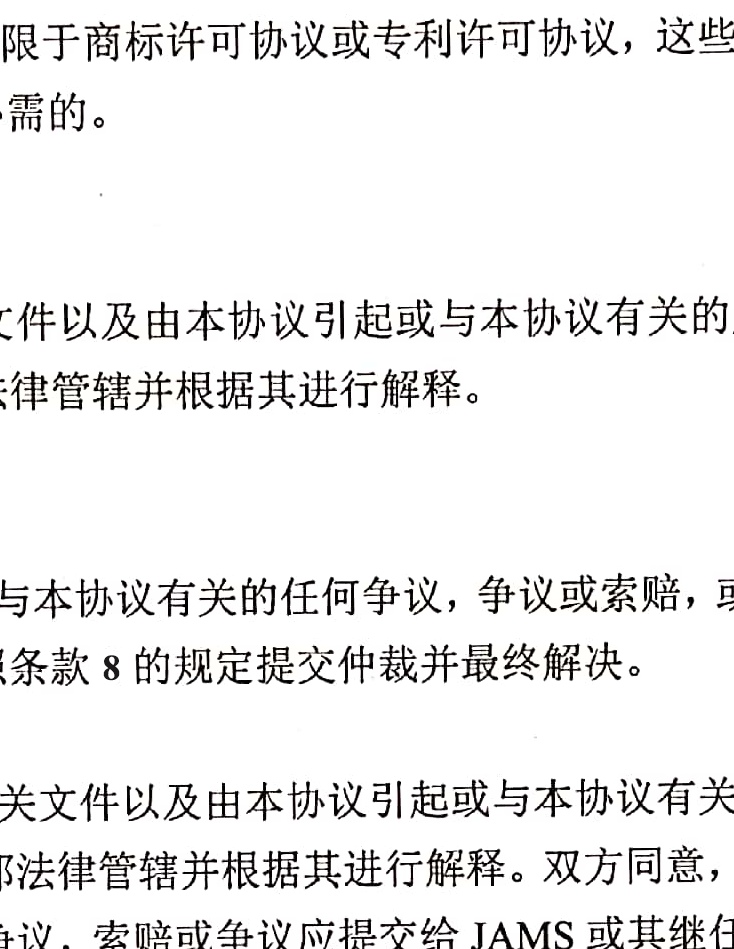 限于商标许可协议或专利许可协议，这些
需的。
文件以及由本协议引起或与本协议有关的
律管辖并根据其进行解释。
与本协议有关的任何争议，争议或索赔，或
条款 8 的规定提交仲裁并最终解决。
关文件以及由本协议引起或与本协议有关
法律管辖并根据其进行解释。双方同意，
争议，索赔或争议应提交给 JAMS 或其继任